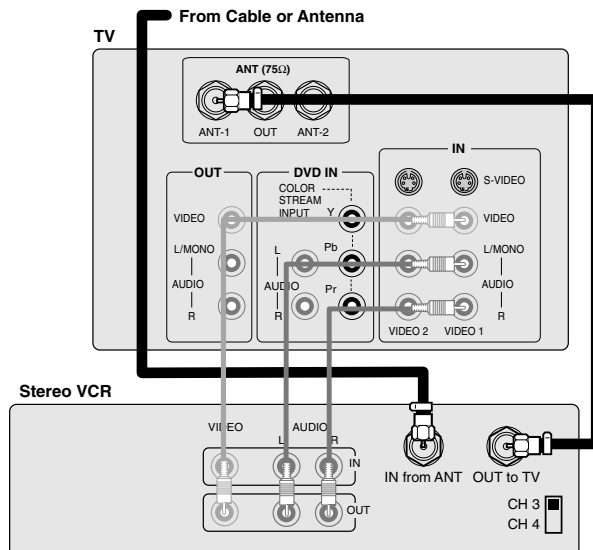 From Cable or Antenna
TV
ANT (75Ω)
ANT-1 OUT ANT-2
IN
OUT
DVD IN
S-VIDEO
COLOR
STREAM
INPUT Y
VIDEO
VIDEO
L/MONO
L
Pb
L/MONO
AUDIO
AUDIO
AUDIO
Pr
R
R
R
VIDEO 2 VIDEO 1
Stereo VCR
VIDEO AUDIO
L R
IN
IN from ANT OUT to TV
OUT
CH 3
CH 4